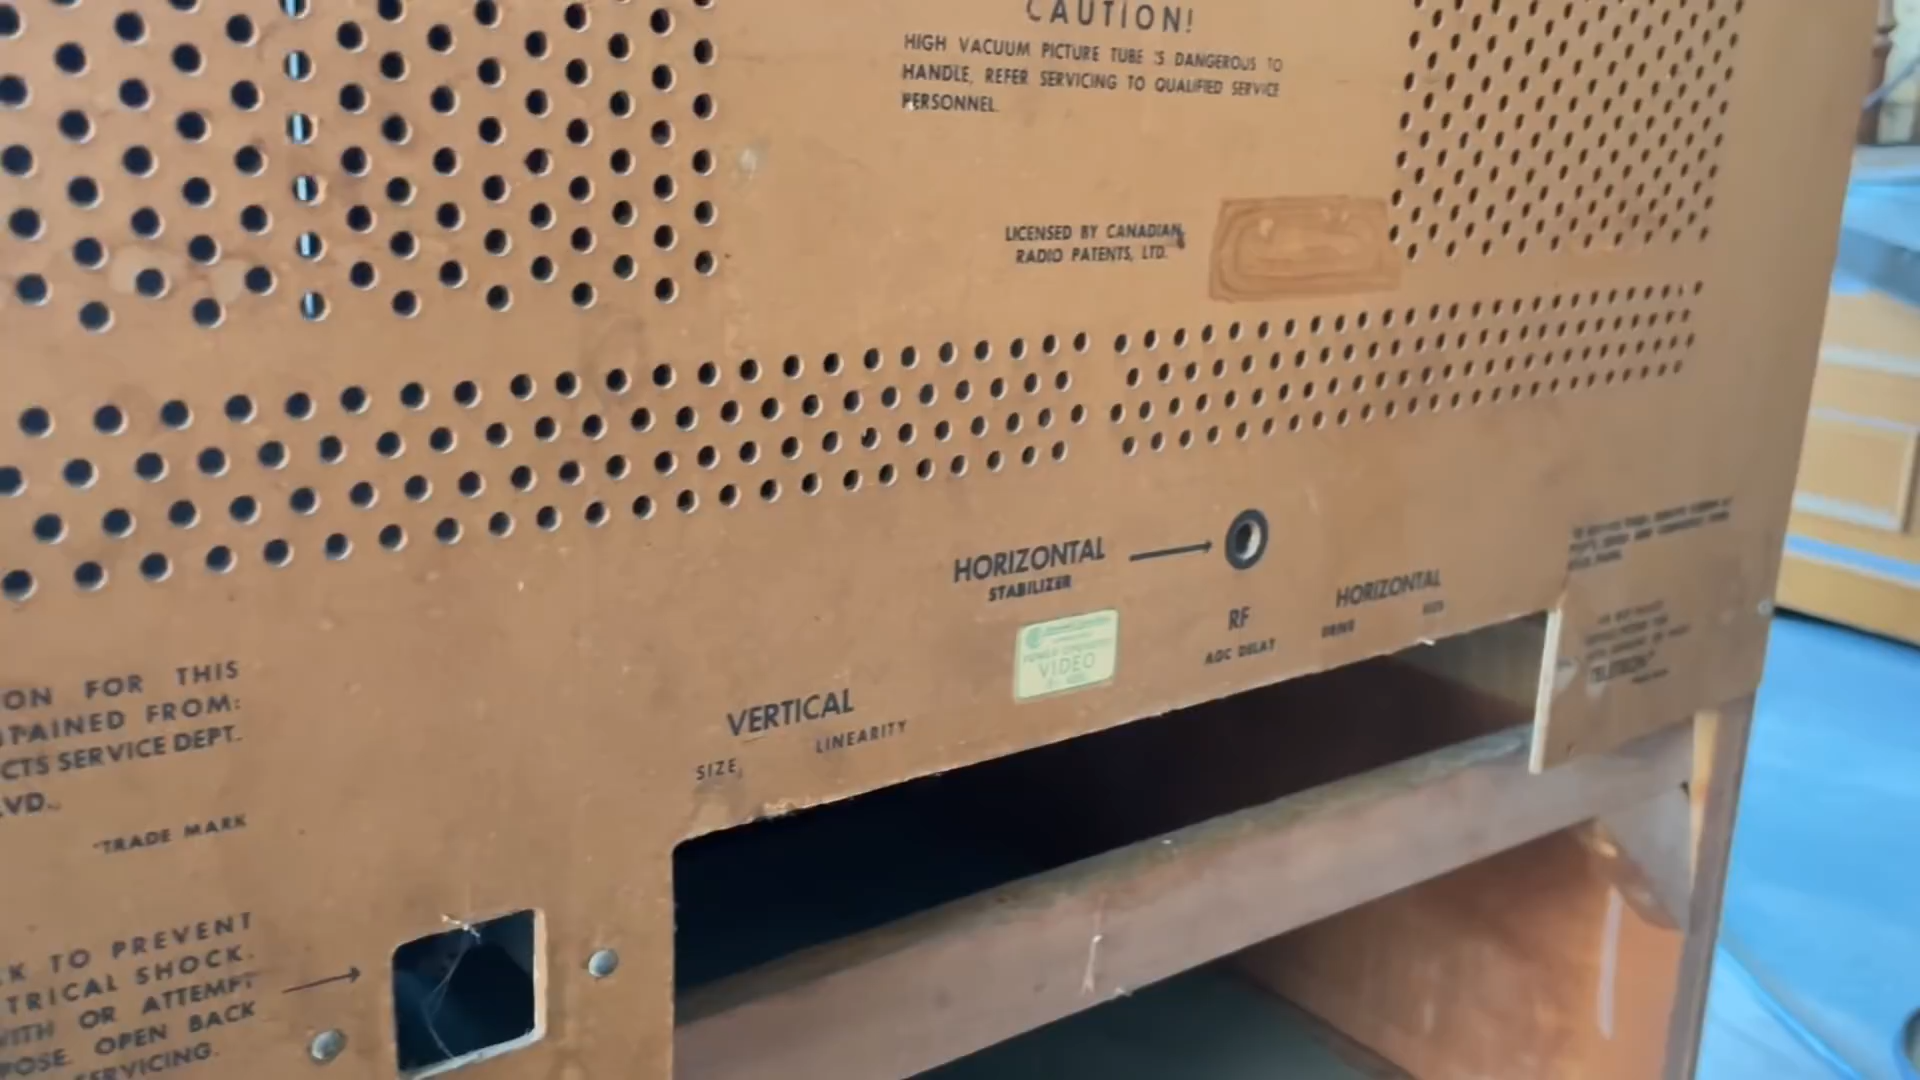 CAUTION!
HIGH VACUUM PICTURE TUBE IS DANGEROUS TO
HANDLE, REFER SERVICING TO QUALIFIED SERVICE
PERSONNEL.
LICENSED BY CANADIAN
RADIO PATENTS, LTD.
HORIZONTAL
STABILIZER
RF
AGC DELAY
HORIZONTAL
DRIVE SIZE
VIDEO
VERTICAL
SIZE, LINEARITY
ON FOR THIS
TAINED FROM:
CTS SERVICE DEPT.
LVD.,
"TRADE MARK
K TO PREVENT
TRICAL SHOCK.
WITH OR ATTEMPT
POSE. OPEN BACK
SERVICING.